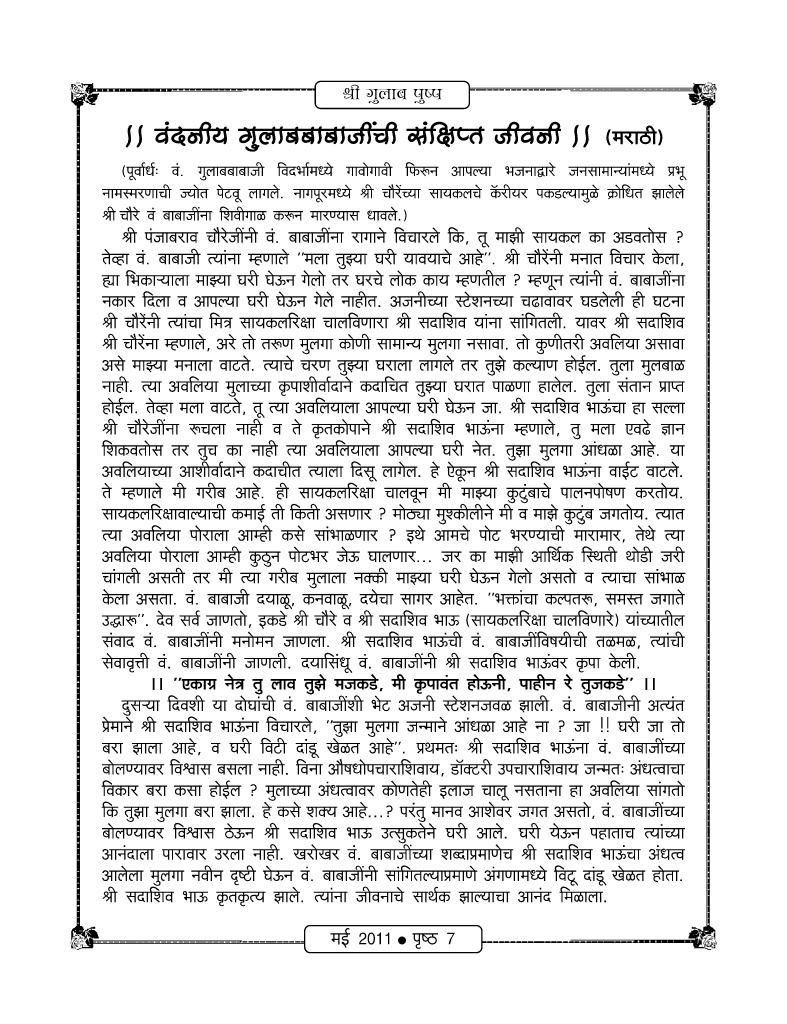 श्री गुलाब पुष्प
।। वंदनीय गुलाबबाबाजींची संक्षिप्त जीवनी ।। (मराठी)
(पूर्वार्धः वं. गुलाबबाबाजी विदर्भामध्ये गावोगावी फिरून आपल्या भजनाद्वारे जनसामान्यांमध्ये प्रभू
नामस्मरणाची ज्योत पेटवू लागले. नागपूरमध्ये श्री चौरेंच्या सायकलचे कॅरीयर पकडल्यामुळे क्रोधित झालेले
श्री चौरे वं बाबाजींना शिवीगाळ करून मारण्यास धावले.)
श्री पंजाबराव चौरेजींनी वं. बाबाजींना रागाने विचारले कि, तू माझी सायकल का अडवतोस ?
तेव्हा वं. बाबाजी त्यांना म्हणाले ''मला तुझ्या घरी यावयाचे आहे''. श्री चौरेंनी मनात विचार केला,
ह्या भिकाऱ्याला माझ्या घरी घेऊन गेलो तर घरचे लोक काय म्हणतील ? म्हणून त्यांनी वं. बाबाजींना
नकार दिला व आपल्या घरी घेऊन गेले नाहीत. अजनीच्या स्टेशनच्या चढावावर घडलेली ही घटना
श्री चौरेंनी त्यांचा मित्र सायकलरिक्षा चालविणारा श्री सदाशिव यांना सांगितली. यावर श्री सदाशिव
श्री चौरेंना म्हणाले, अरे तो तरूण मुलगा कोणी सामान्य मुलगा नसावा. तो कुणीतरी अवलिया असावा
असे माझ्या मनाला वाटते. त्याचे चरण तुझ्या घराला लागले तर तुझे कल्याण होईल. तुला मुलबाळ
नाही. त्या अवलिया मुलाच्या कृपाशीर्वादाने कदाचित तुझ्या घरात पाळणा हालेल. तुला संतान प्राप्त
होईल. तेव्हा मला वाटते, तू त्या अवलियाला आपल्या घरी घेऊन जा. श्री सदाशिव भाऊंचा हा सल्ला
श्री चौरेजींना रूचला नाही व ते कृतकोपाने श्री सदाशिव भाऊंना म्हणाले, तु मला एवढे ज्ञान
शिकवतोस तर तुच का नाही त्या अवलियाला आपल्या घरी नेत. तुझा मुलगा आंधळा आहे. या
अवलियाच्या आशीर्वादाने कदाचीत त्याला दिसू लागेल. हे ऐकून श्री सदाशिव भाऊंना वाईट वाटले.
ते म्हणाले मी गरीब आहे. ही सायकलरिक्षा चालवून मी माझ्या कुटुंबाचे पालनपोषण करतोय.
सायकलरिक्षावाल्याची कमाई ती किती असणार ? मोठ्या मुश्कीलीने मी व माझे कुटुंब जगतोय. त्यात
त्या अवलिया पोराला आम्ही कसे सांभाळणार ? इथे आमचे पोट भरण्याची मारामार, तेथे त्या
अवलिया पोराला आम्ही कुठुन पोटभर जेऊ घालणार... जर का माझी आर्थिक स्थिती थोडी जरी
चांगली असती तर मी त्या गरीब मुलाला नक्की माझ्या घरी घेऊन गेलो असतो व त्याचा सांभाळ
केला असता. वं. बाबाजी दयाळू, कनवाळू, दयेचा सागर आहेत. ''भक्तांचा कल्पतरू, समस्त जगाते
उद्धारू''. देव सर्व जाणतो, इकडे श्री चौरे व श्री सदाशिव भाऊ (सायकलरिक्षा चालविणारे) यांच्यातील
संवाद वं. बाबाजींनी मनोमन जाणला. श्री सदाशिव भाऊंची वं. बाबाजींविषयीची तळमळ, त्यांची
सेवावृत्ती वं. बाबाजींनी जाणली. दयासिंधू वं. बाबाजींनी श्री सदाशिव भाऊंवर कृपा केली.
।। ''एकाग्र नेत्र तु लाव तुझे मजकडे, मी कृपावंत होऊनी, पाहीन रे तुजकडे'' ।।
दुसऱ्या दिवशी या दोघांची वं. बाबाजींशी भेट अजनी स्टेशनजवळ झाली. वं. बाबाजीनी अत्यंत
प्रेमाने श्री सदाशिव भाऊंना विचारले, ''तुझा मुलगा जन्माने आंधळा आहे ना ? जा !! घरी जा तो
बरा झाला आहे, व घरी विटी दांडू खेळत आहे''. प्रथमतः श्री सदाशिव भाऊंना वं. बाबाजींच्या
बोलण्यावर विश्वास बसला नाही. विना औषधोपचाराशिवाय, डॉक्टरी उपचाराशिवाय जन्मतः अंधत्वाचा
विकार बरा कसा होईल ? मुलाच्या अंधत्वावर कोणतेही इलाज चालू नसताना हा अवलिया सांगतो
कि तुझा मुलगा बरा झाला. हे कसे शक्य आहे...? परंतु मानव आशेवर जगत असतो, वं. बाबाजींच्या
बोलण्यावर विश्वास ठेऊन श्री सदाशिव भाऊ उत्सुकतेने घरी आले. घरी येऊन पहाताच त्यांच्या
आनंदाला पारावार उरला नाही. खरोखर वं. बाबाजींच्या शब्दाप्रमाणेच श्री सदाशिव भाऊंचा अंधत्व
आलेला मुलगा नवीन दृष्टी घेऊन वं. बाबाजींनी सांगितल्याप्रमाणे अंगणामध्ये विटू दांडू खेळत होता.
श्री सदाशिव भाऊ कृतकृत्य झाले. त्यांना जीवनाचे सार्थक झाल्याचा आनंद मिळाला.
मई 2011 ● पृष्ठ 7